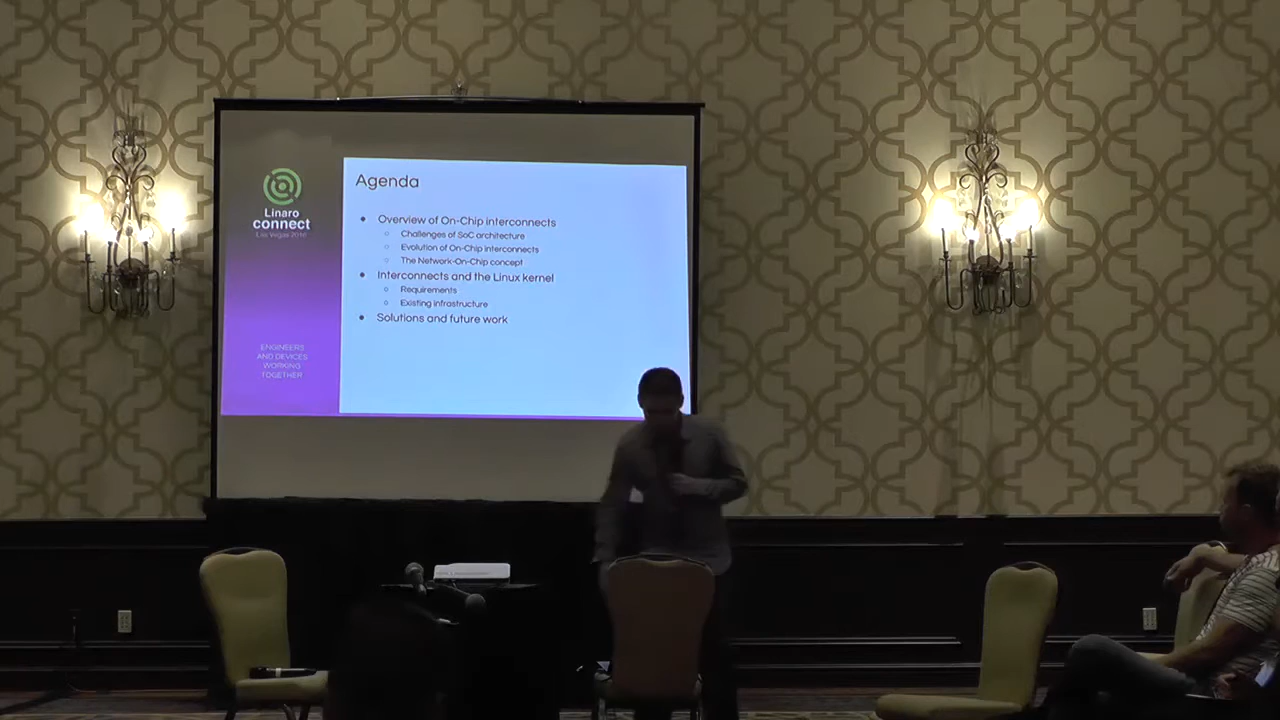 Linaro
connect
Las Vegas 2016
ENGINEERS
AND DEVICES
WORKING
TOGETHER
Agenda
● Overview of On-Chip interconnects
○ Challenges of SoC architecture
○ Evolution of On-Chip interconnects
○ The Network-On-Chip concept
● Interconnects and the Linux kernel
○ Requirements
○ Existing infrastructure
● Solutions and future work